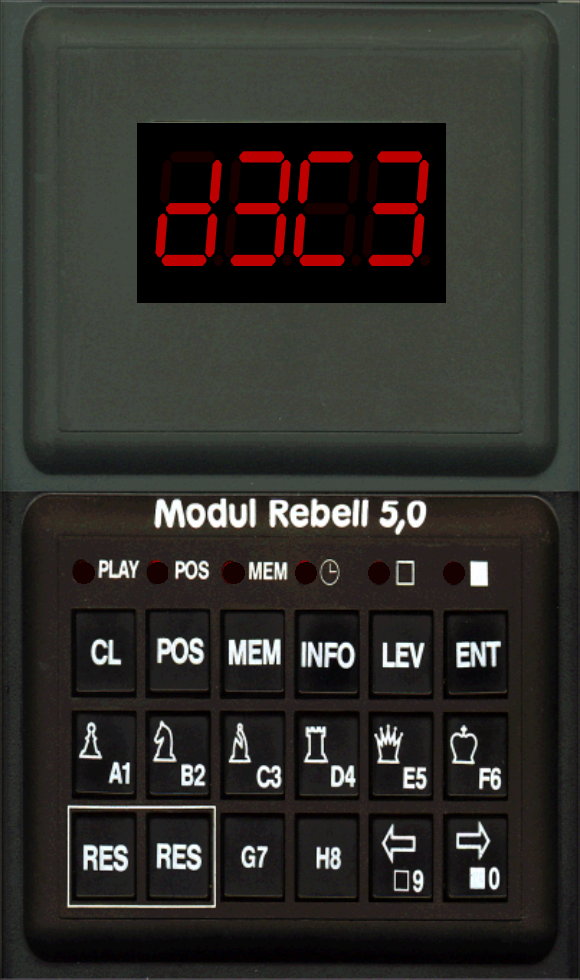 d3C3
Modul Rebell 5,0
PLAY POS MEM
CL POS MEM INFO LEV ENT
A1 B2 C3 D4 E5 F6
RES RES G7 H8 9 0